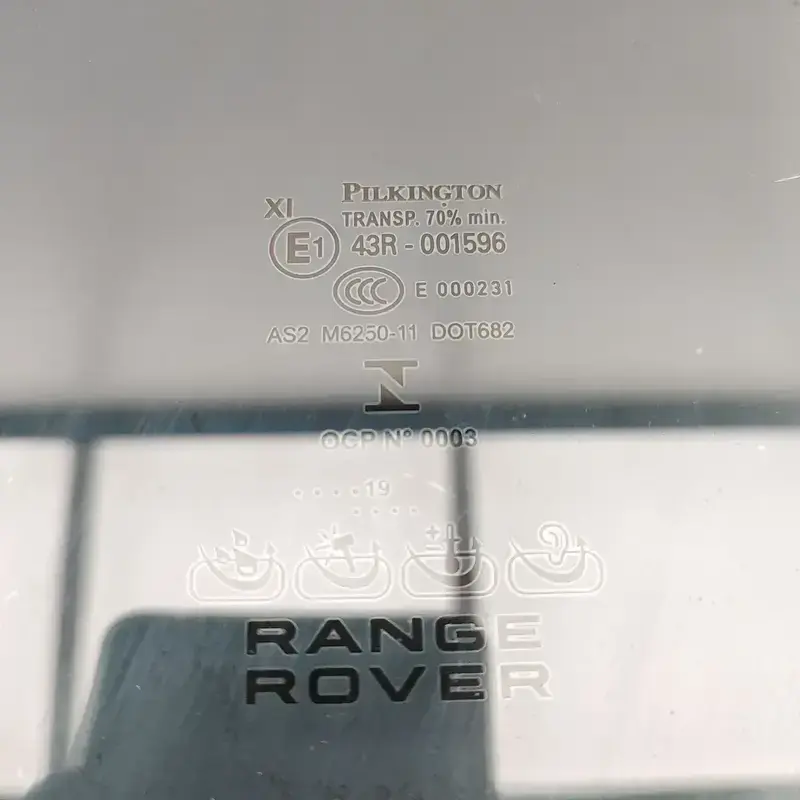 PILKINGTON
XI
TRANSP. 70% min.
E1 43R - 001596
CCC E 000231
AS2 M6250-11 DOT682
N
OCP Nº 0003
....19
....
RANGE
ROVER